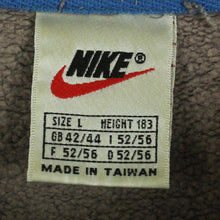 NIKE®
SIZE L HEIGHT 183
GB 42/44 I 52/56
F 52/56 D 52/56
MADE IN TAIWAN